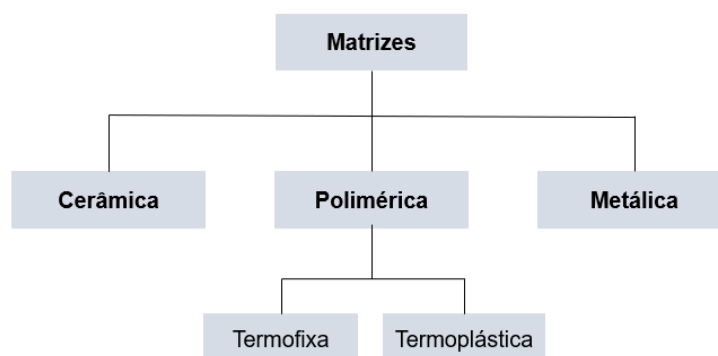 Matrizes
Cerâmica
Polimérica
Metálica
Termofixa
Termoplástica